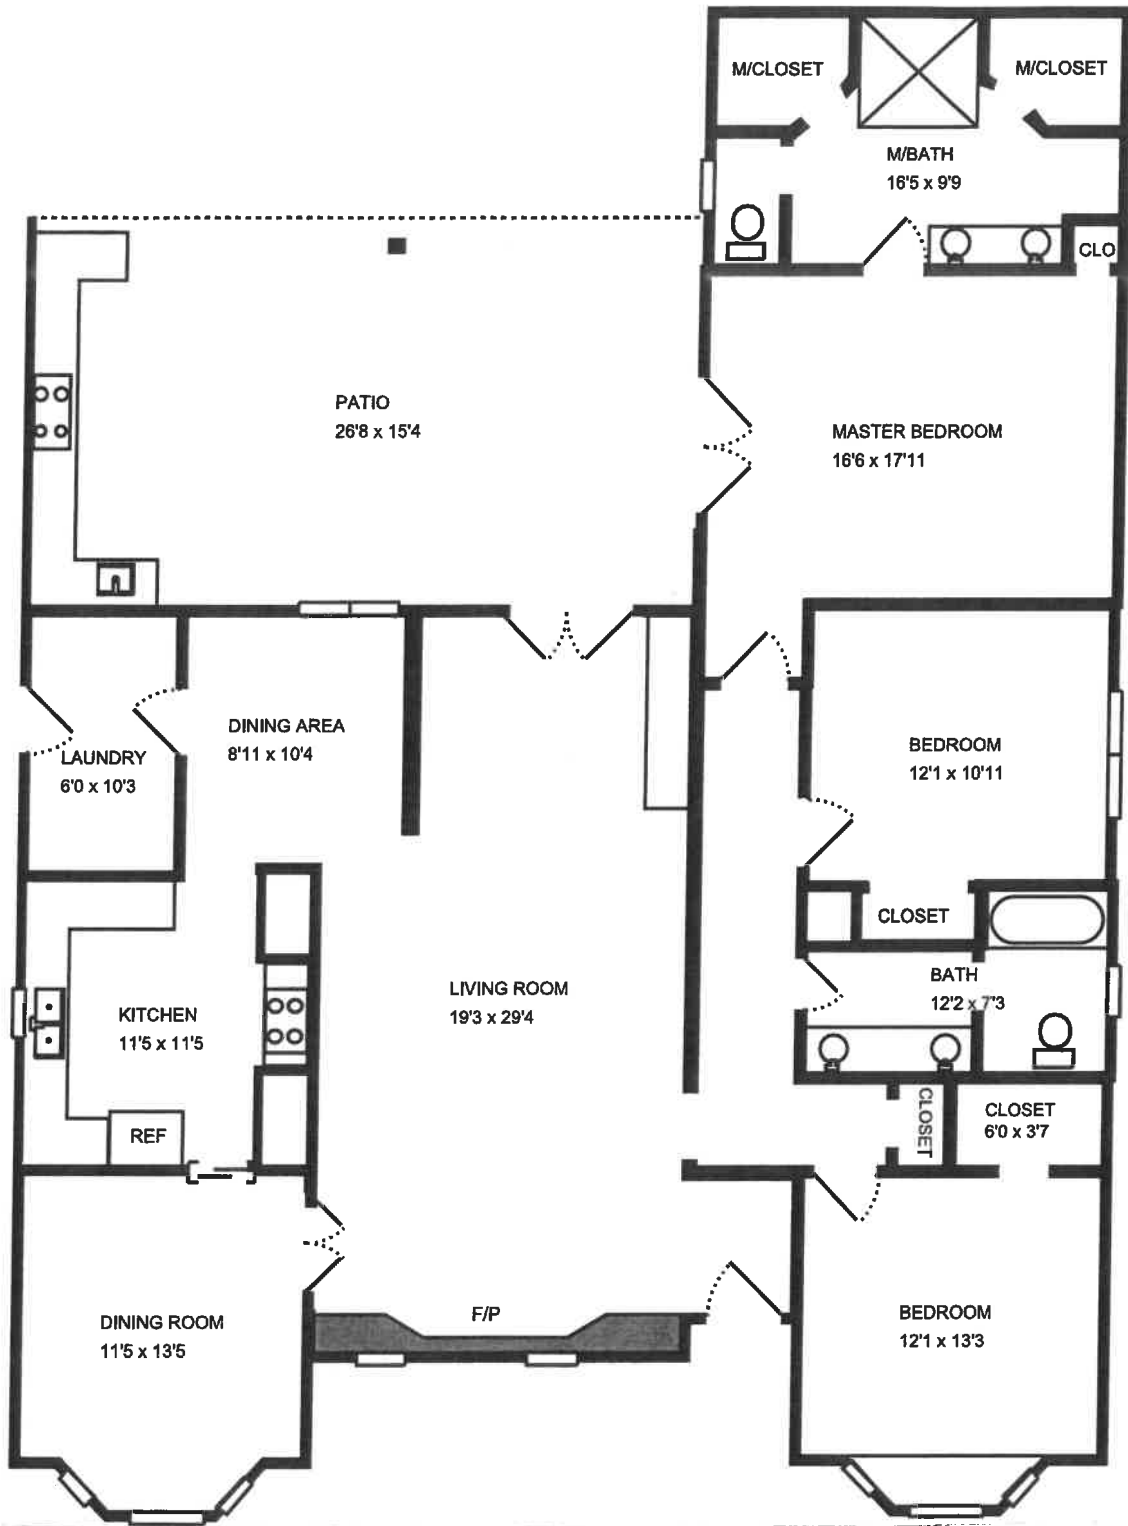 M/CLOSET
M/CLOSET
M/BATH
16'5 x 9'9
CLO
PATIO
26'8 x 15'4
MASTER BEDROOM
16'6 x 17'11
DINING AREA
8'11 x 10'4
LAUNDRY
6'0 x 10'3
BEDROOM
12'1 x 10'11
CLOSET
BATH
12'2 x 7'3
LIVING ROOM
19'3 x 29'4
KITCHEN
11'5 x 11'5
REF
CLOSET
CLOSET
6'0 x 3'7
F/P
DINING ROOM
11'5 x 13'5
BEDROOM
12'1 x 13'3